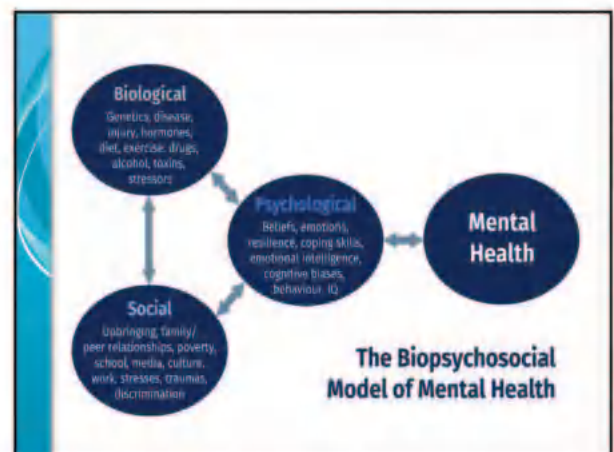 Biological
Genetics, disease,
injury, hormones,
diet, exercise, drugs,
alcohol, toxins,
stressors
Psychological
Beliefs, emotions,
resilience, coping skills,
emotional intelligence,
cognitive biases,
behaviour, IQ
Mental
Health
Social
Upbringing, family/
peer relationships, poverty,
school, media, culture,
work, stresses, traumas,
discrimination
The Biopsychosocial
Model of Mental Health